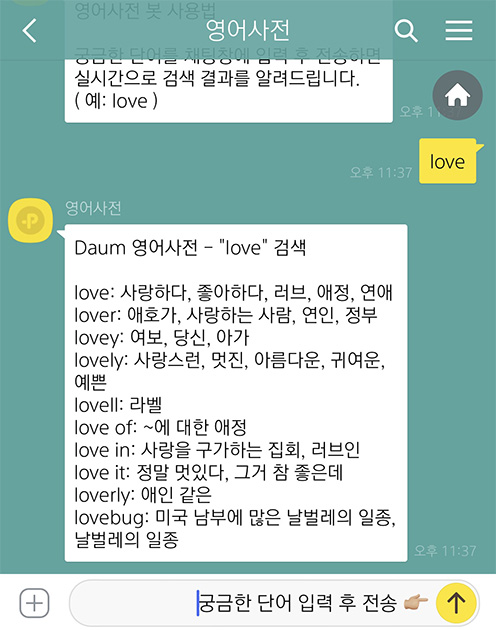 영어사전 봇 사용법
영어사전
궁금한 단어를 채팅창에 입력 후 전송하면
실시간으로 검색 결과를 알려드립니다.
( 예: love )
오후
love
오후 11:37
영어사전
Daum 영어사전 - "love" 검색
love: 사랑하다, 좋아하다, 러브, 애정, 연애
lover: 애호가, 사랑하는 사람, 연인, 정부
lovey: 여보, 당신, 아가
lovely: 사랑스런, 멋진, 아름다운, 귀여운,
예쁜
lovell: 라벨
love of: ~에 대한 애정
love in: 사랑을 구가하는 집회, 러브인
love it: 정말 멋있다, 그거 참 좋은데
loverly: 애인 같은
lovebug: 미국 남부에 많은 날벌레의 일종,
날벌레의 일종
오후 11:37
궁금한 단어 입력 후 전송 👉🏼